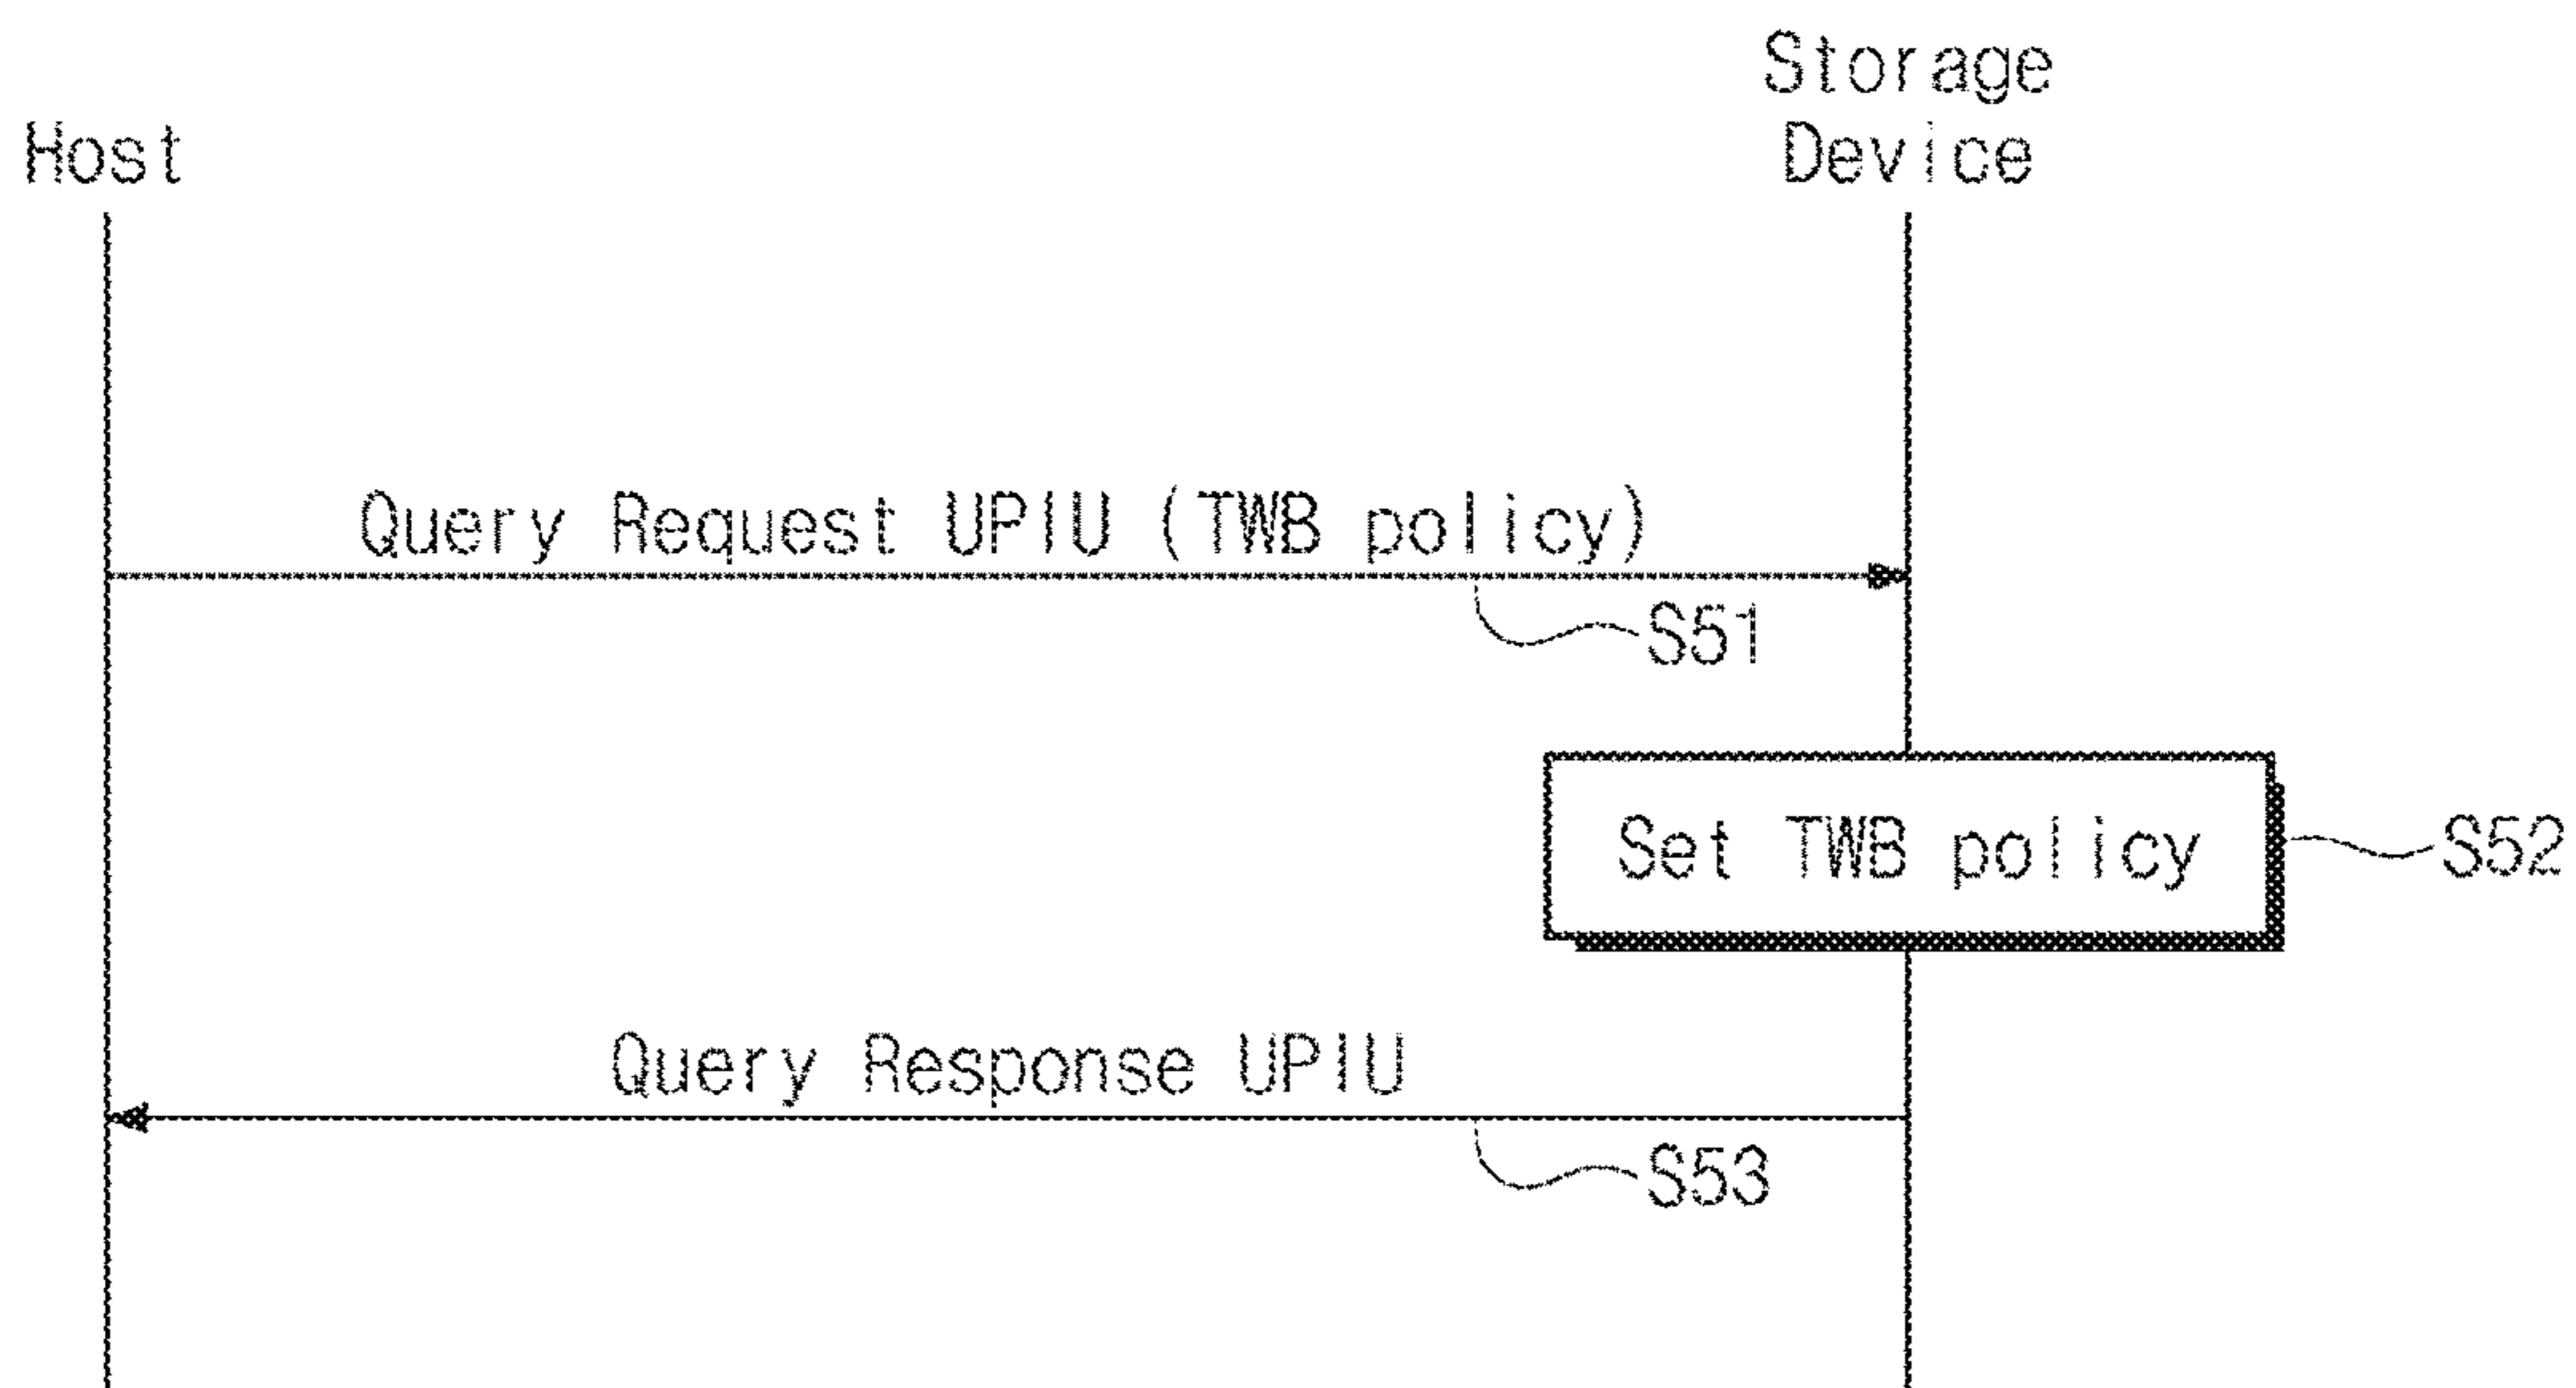 Host
Storage
Device
Query Request UPIU (TWB policy)
S51
Set TWB policy
S52
Query Response UPIU
S53